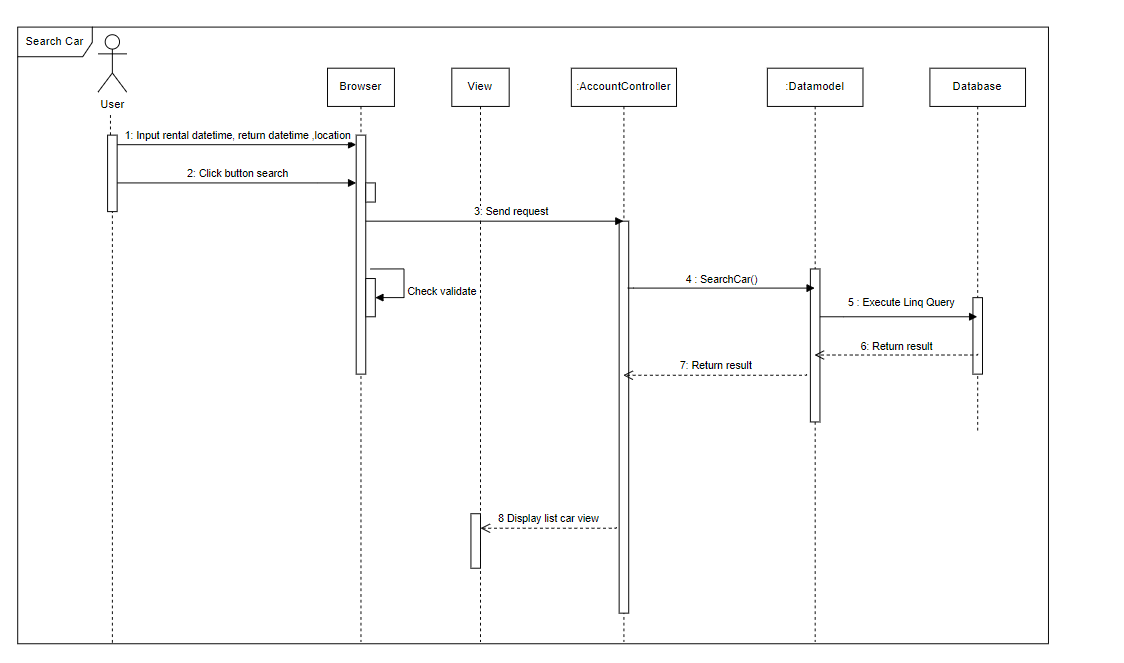 Search Car
User
Browser
View
:AccountController
:Datamodel
Database
1: Input rental datetime, return datetime ,location
2: Click button search
3: Send request
4 : SearchCar()
Check validate
5 : Execute Linq Query
6: Return result
7: Return result
8 Display list car view